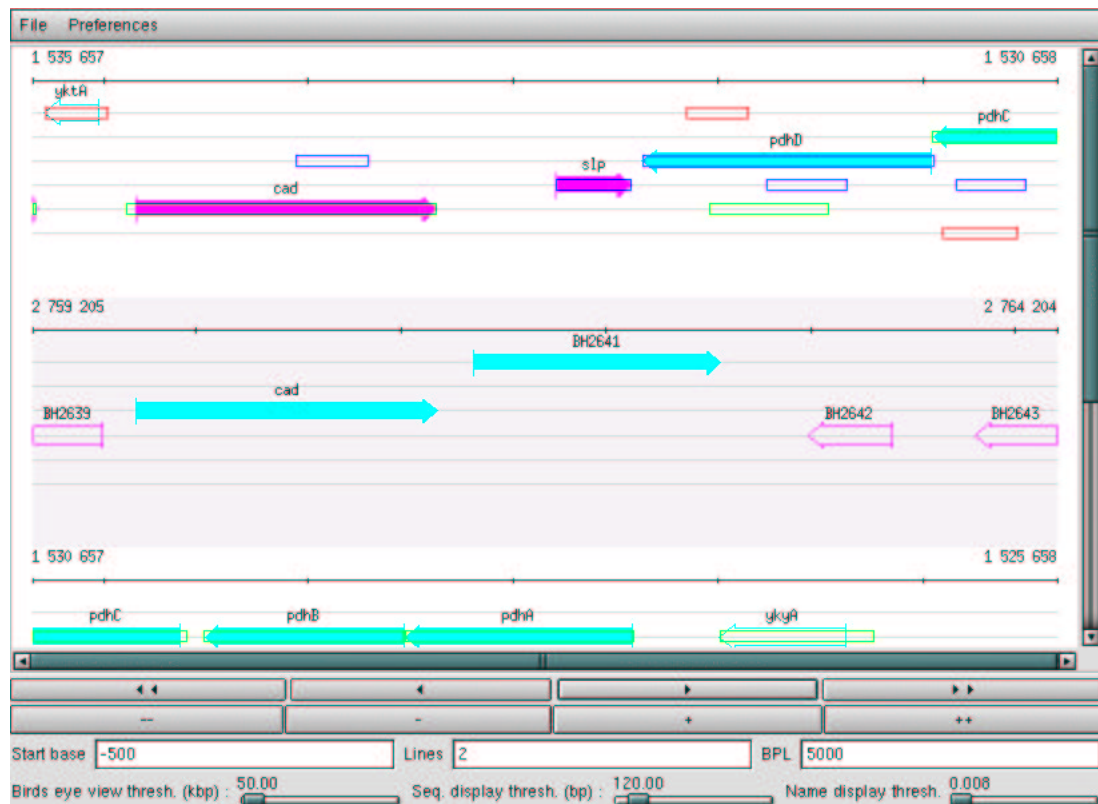 File Preferences
1 535 657 1 530 658
yktA pdhC
pdhD
slp
cad
2 759 205 2 764 204
BH2641
cad
BH2639 BH2642 BH2643
1 530 657 1 525 658
pdhC pdhB pdhA ykyA
-- - + ++
Start base -500 Lines 2 BPL 5000
Birds eye view thresh. (kbp) : 50.00 Seq. display thresh. (bp) : 120.00 Name display thresh. 0.008